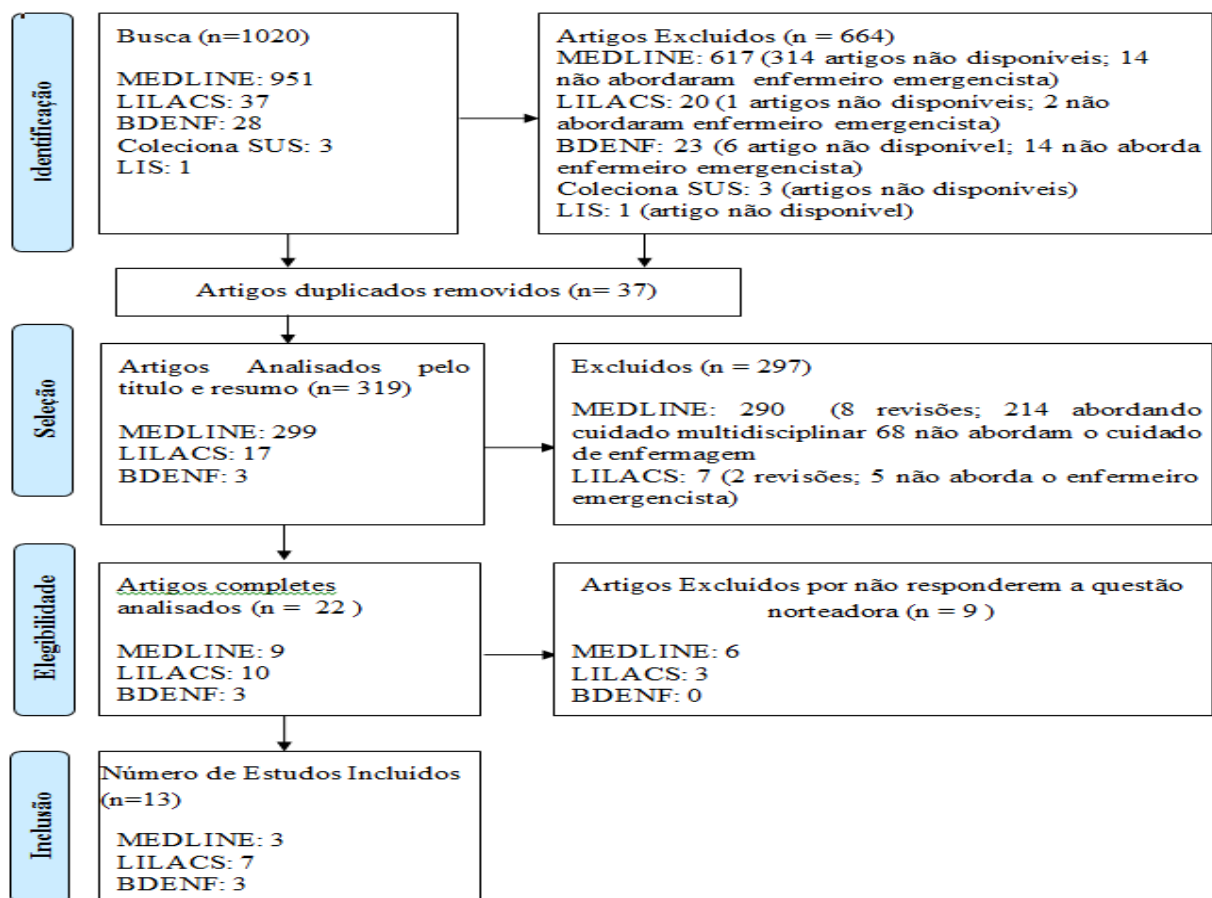 Identificação
Busca (n=1020)
MEDLINE: 951
LILACS: 37
BDENF: 28
Coleciona SUS: 3
LIS: 1
Artigos Excluídos (n = 664)
MEDLINE: 617 (314 artigos não disponíveis; 14
não abordaram enfermeiro emergencista)
LILACS: 20 (1 artigos não disponíveis; 2 não
abordaram enfermeiro emergencista)
BDENF: 23 (6 artigo não disponível; 14 não aborda
enfermeiro emergencista)
Coleciona SUS: 3 (artigos não disponíveis)
LIS: 1 (artigo não disponível)
Artigos duplicados removidos (n= 37)
Seleção
Artigos Analisados pelo
título e resumo (n= 319)
MEDLINE: 299
LILACS: 17
BDENF: 3
Excluídos (n = 297)
MEDLINE: 290 (8 revisões; 214 abordando
cuidado multidisciplinar 68 não abordam o cuidado
de enfermagem
LILACS: 7 (2 revisões; 5 não aborda o enfermeiro
emergencista)
Elegibilidade
Artigos completes
analisados (n = 22 )
MEDLINE: 9
LILACS: 10
BDENF: 3
Artigos Excluídos por não responderem a questão
norteadora (n = 9 )
MEDLINE: 6
LILACS: 3
BDENF: 0
Inclusão
Número de Estudos Incluídos
(n=13)
MEDLINE: 3
LILACS: 7
BDENF: 3